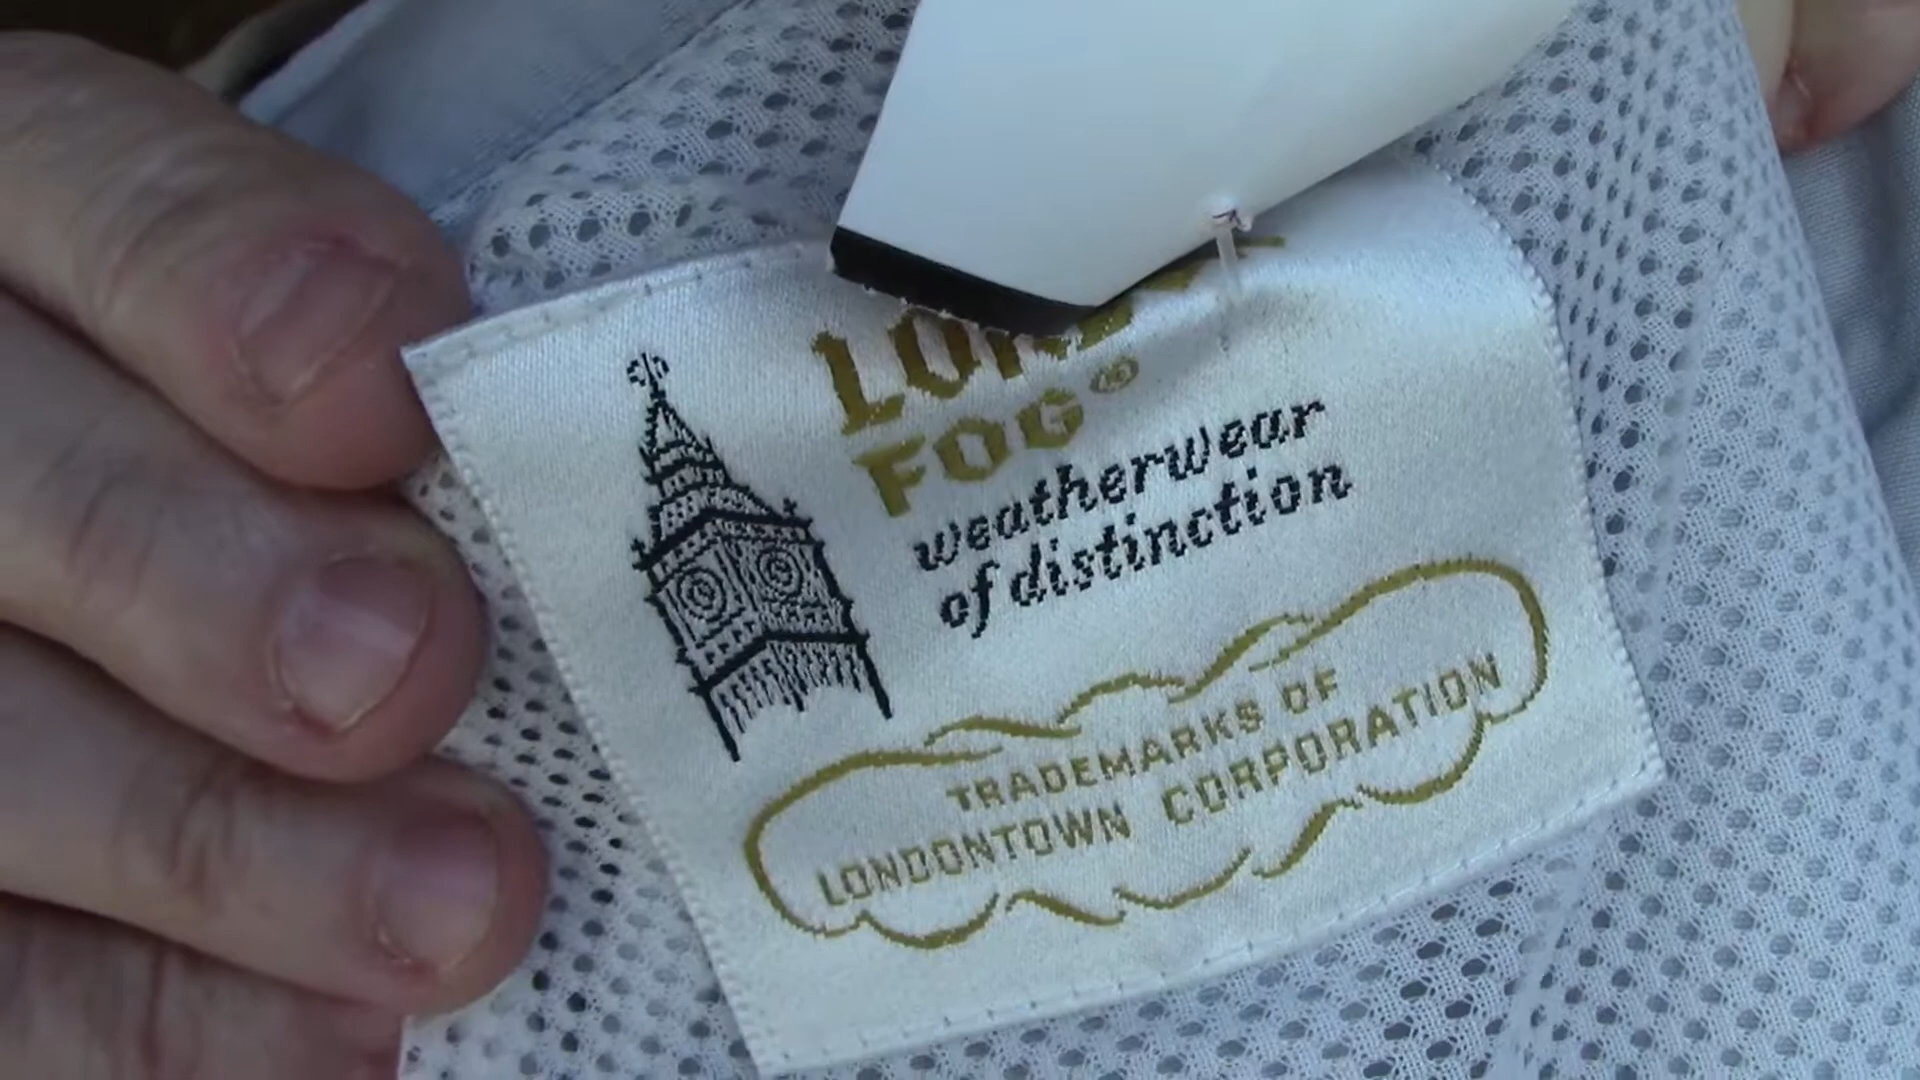 FOG®
weatherwear
of distinction
TRADEMARKS OF
LONDONTOWN CORPORATION